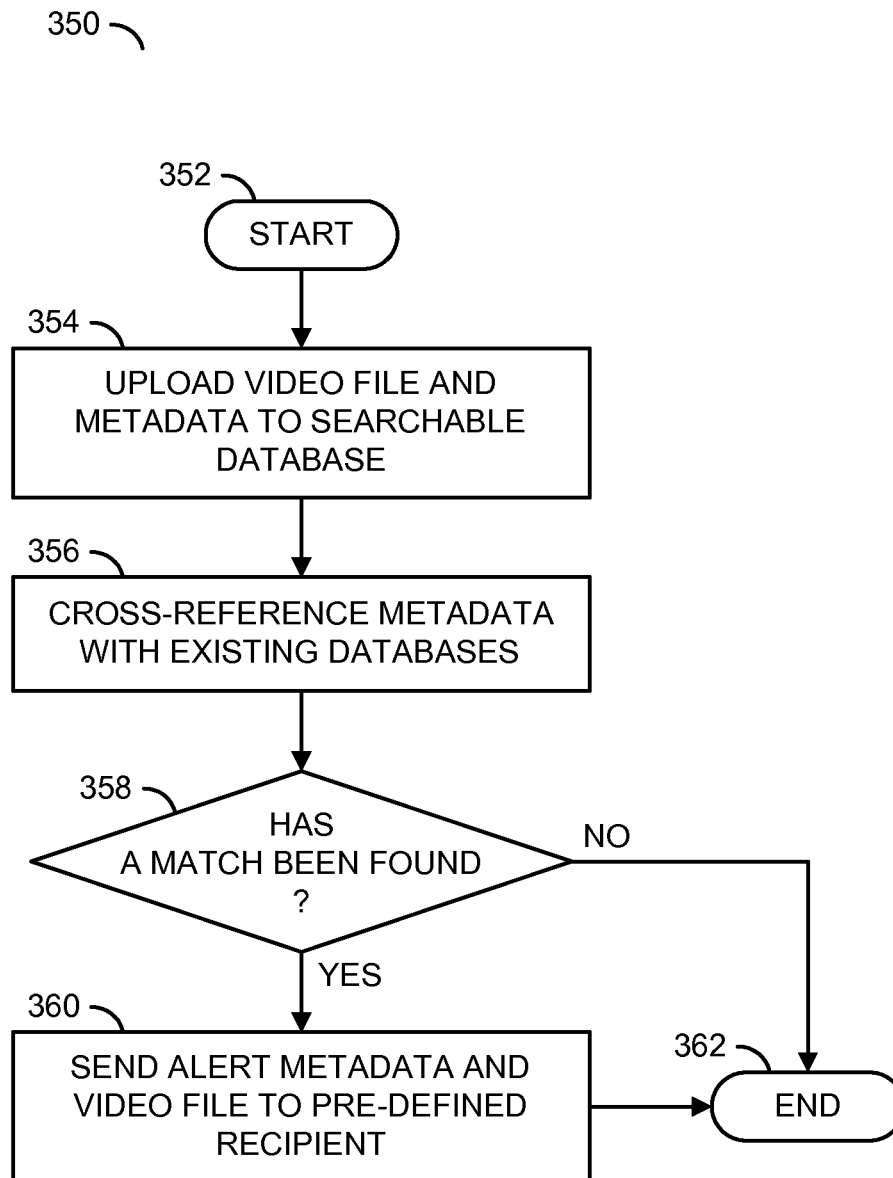 350
352
START
354
UPLOAD VIDEO FILE AND
METADATA TO SEARCHABLE
DATABASE
356
CROSS-REFERENCE METADATA
WITH EXISTING DATABASES
358
HAS
A MATCH BEEN FOUND
?
NO
YES
360
SEND ALERT METADATA AND
VIDEO FILE TO PRE-DEFINED
RECIPIENT
362
END